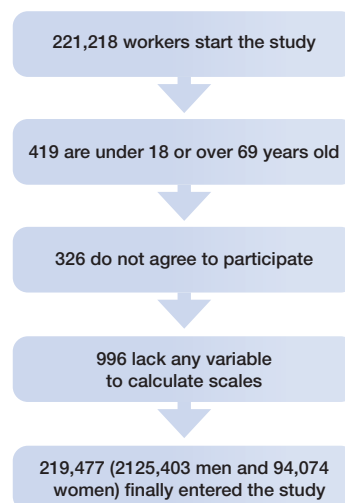 221,218 workers start the study
419 are under 18 or over 69 years old
326 do not agree to participate
996 lack any variable
to calculate scales
219,477 (2125,403 men and 94,074
women) finally entered the study